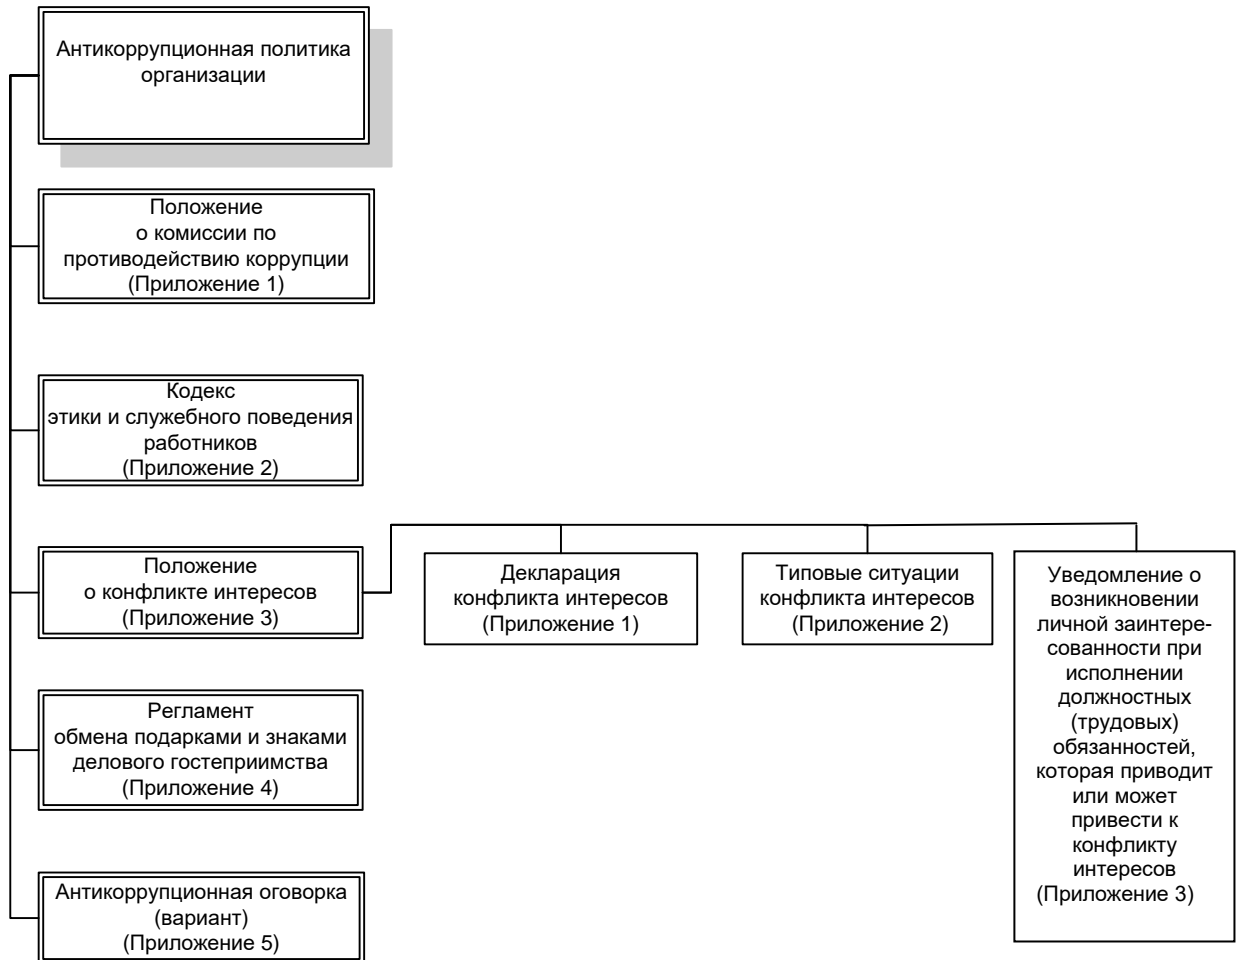 Антикоррупционная политика
организации
Положение
о комиссии по
противодействию коррупции
(Приложение 1)
Кодекс
этики и служебного поведения
работников
(Приложение 2)
Положение
о конфликте интересов
(Приложение 3)
Декларация
конфликта интересов
(Приложение 1)
Типовые ситуации
конфликта интересов
(Приложение 2)
Уведомление о
возникновении
личной заинтере-
сованности при
исполнении
должностных
(трудовых)
обязанностей,
которая приводит
или может
привести к
конфликту
интересов
(Приложение 3)
Регламент
обмена подарками и знаками
делового гостеприимства
(Приложение 4)
Антикоррупционная оговорка
(вариант)
(Приложение 5)